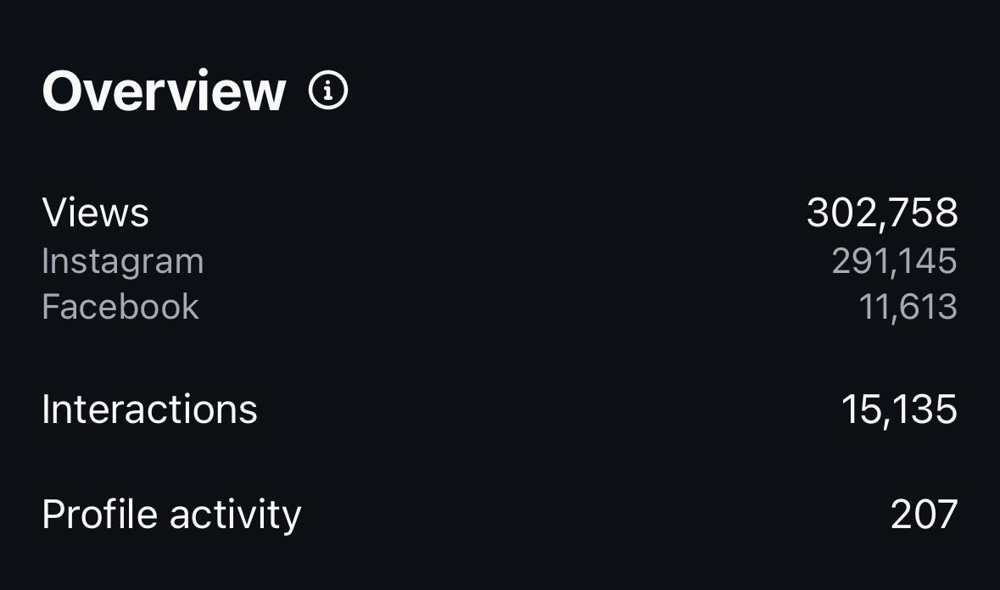 Overview
Views 302,758
Instagram 291,145
Facebook 11,613
Interactions 15,135
Profile activity 207